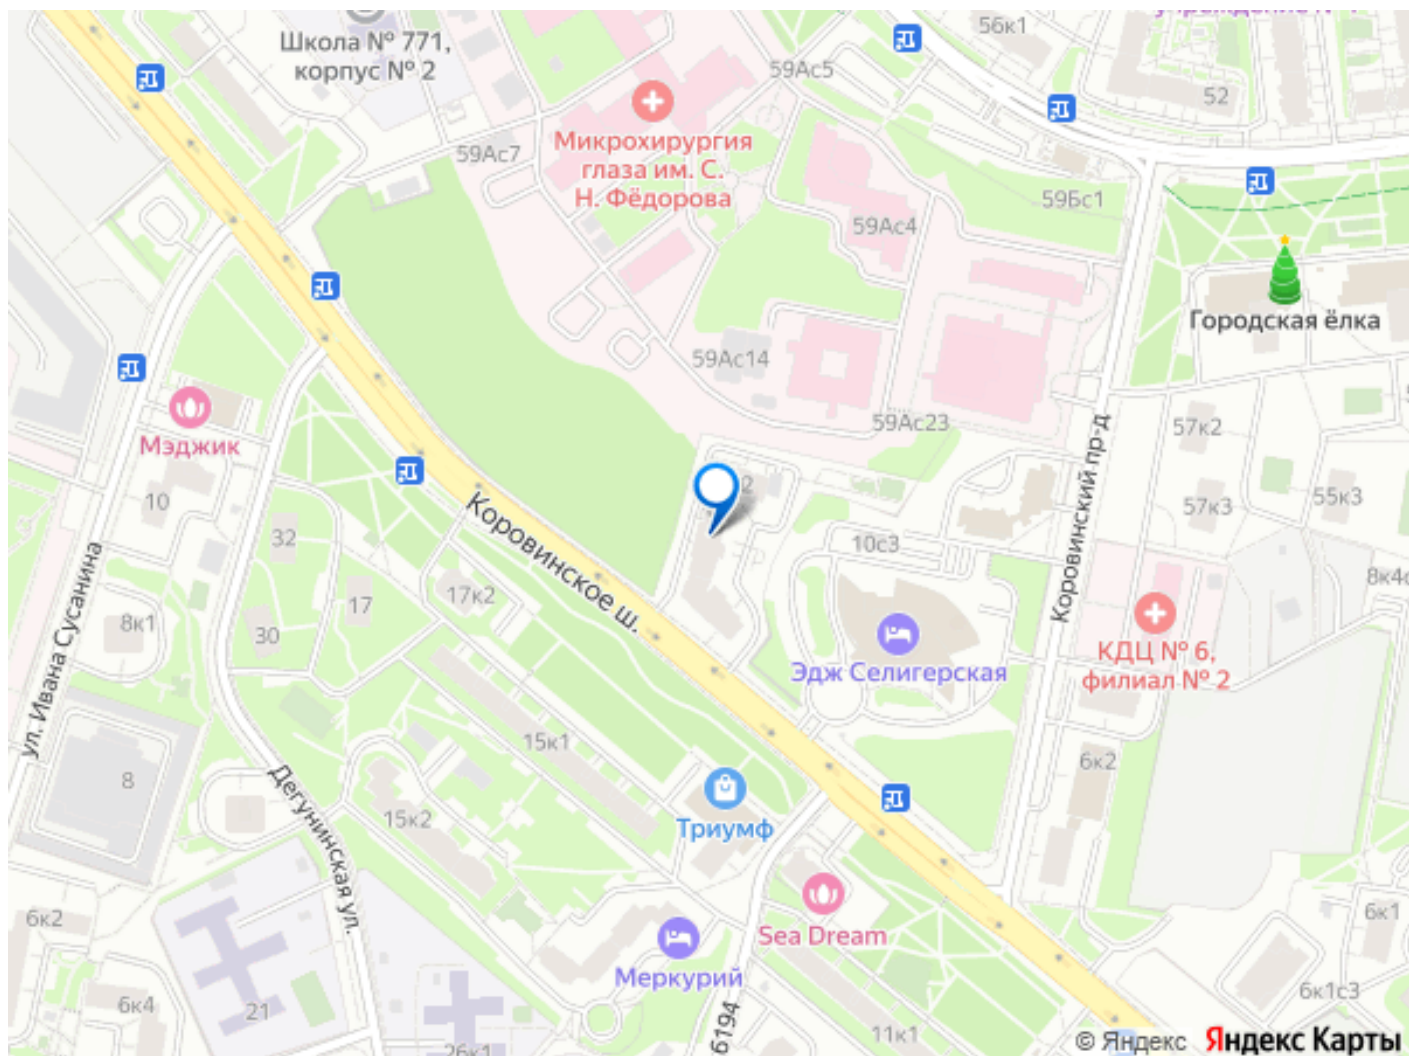 56к1
Школа № 771,
корпус № 2
59Ас5
52
Микрохирургия
глаза им. С.
Н. Фёдорова
59Ас7
59Бс1
59Ас4
Городская ёлка
59Ас14
Мэджик
59Ас23
57к2
Коровинский пр-д
10
57к3
55к3
32
Коровинское ш.
10с3
8к4с
17к2
17
8к1
30
Эдж Селигерская
КДЦ № 6,
филиал № 2
ул. Ивана Сусанина
15к1
6к2
8
Дегунинская ул.
15к2
Триумф
6к2
Sea Dream
6к1
Меркурий
6к4
21
6к1с3
11к1
6194
26к1
© Яндекс Яндекс Карты